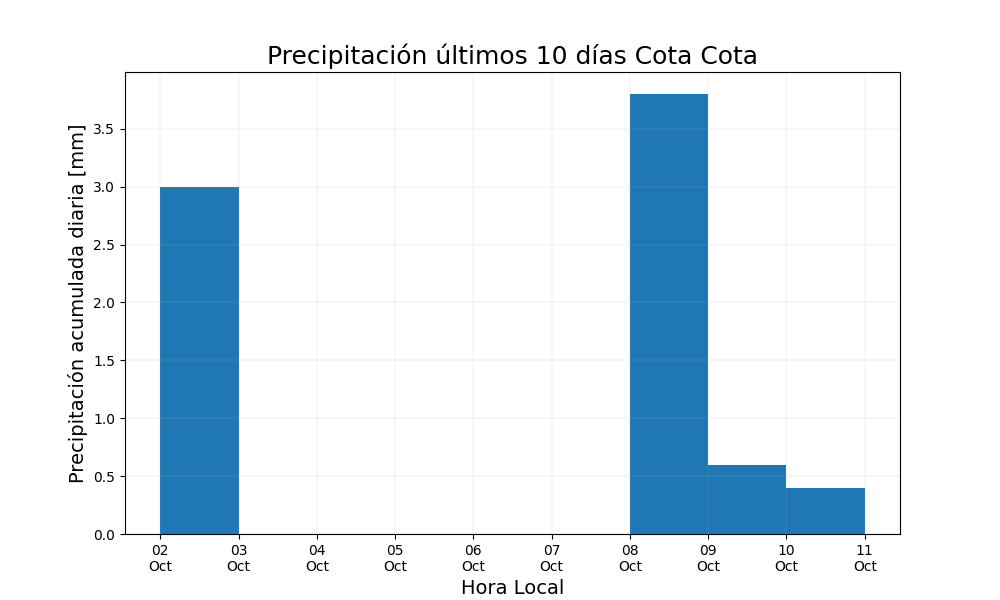 Precipitación últimos 10 días Cota Cota
Precipitación acumulada diaria [mm]
3.5
3.0
2.5
2.0
1.5
1.0
0.5
0.0
02 03 04 05 06 07 08 09 10 11
Oct Oct Oct Oct Oct Oct Oct Oct Oct Oct
Hora Local